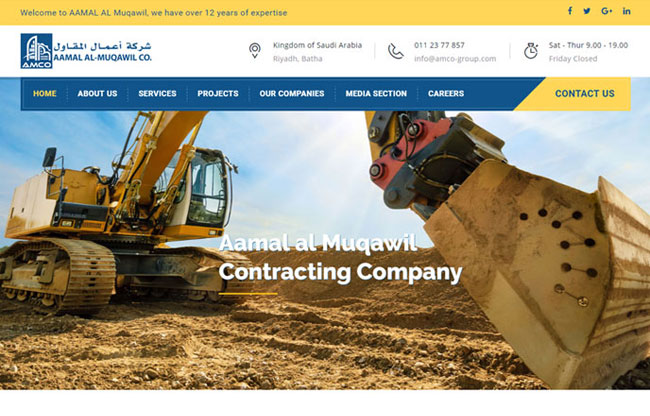 Welcome to AAMAL AL Muqawil, we have over 12 years of expertise
شركة أعمال المقاول
AAMAL AL-MUQAWIL CO.
AMCO
Kingdom of Saudi Arabia
Riyadh, Batha
011 23 77 857
info@amco-group.com
Sat - Thur 9.00 - 19.00
Friday Closed
HOME ABOUT US SERVICES PROJECTS OUR COMPANIES MEDIA SECTION CAREERS CONTACT US
Aamal al Muqawil
Contracting Company